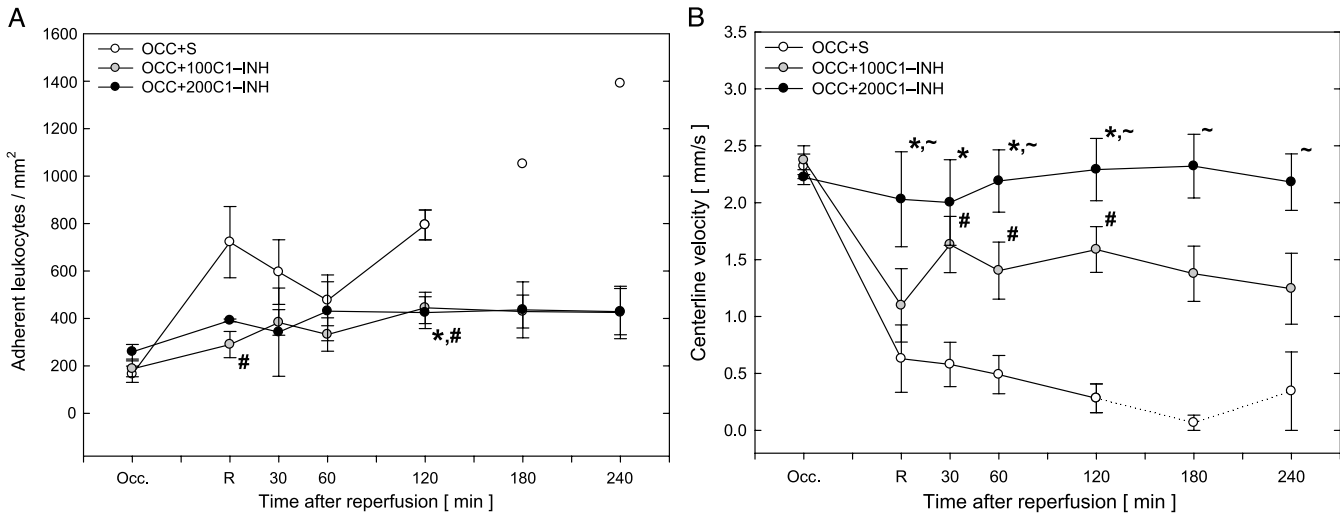 A
Adherent leukocytes / mm²
1600
1400
1200
1000
800
600
400
200
0
OCC+S
OCC+100C1–INH
OCC+200C1–INH
#
*,#
Occ. R 30 60 120 180 240
Time after reperfusion [ min ]
B
Centerline velocity [ mm/s ]
3.5
3.0
2.5
2.0
1.5
1.0
0.5
0.0
OCC+S
OCC+100C1–INH
OCC+200C1–INH
*,~ * *,~ *,~ ~ ~
# # #
Occ. R 30 60 120 180 240
Time after reperfusion [ min ]